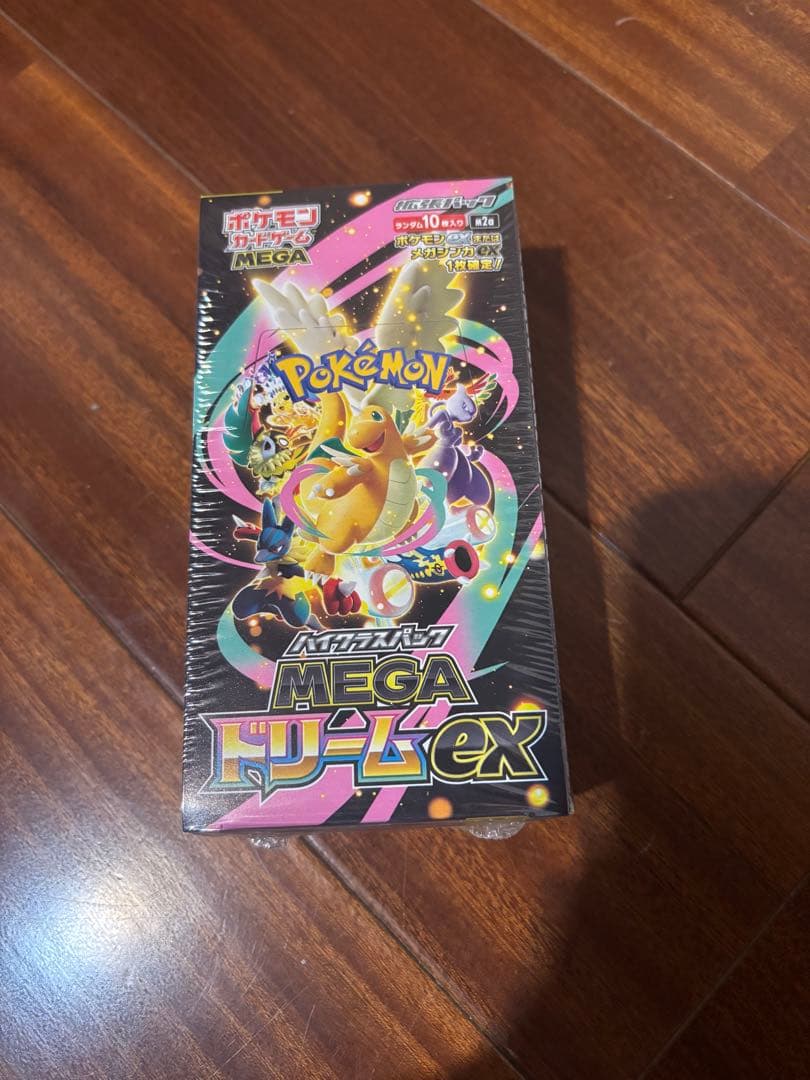 ポケモン
カードゲーム
MEGA
拡張パック
ランダム10枚入り M2a
ポケモンexまたは
メガシンカex
1枚確定!
POKéMON
ハイクラスパック
MEGA
ドリームex